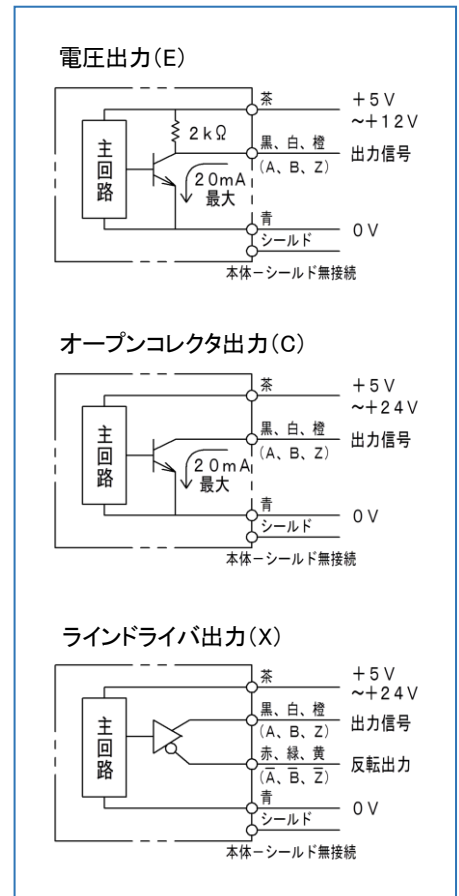 電圧出力(E)
茶
+5V
~+12V
2kΩ
主回路
黒、白、橙
(A、B、Z)
出力信号
20mA
最大
青
0V
シールド
本体-シールド無接続
オープンコレクタ出力(C)
茶
+5V
~+24V
主回路
黒、白、橙
(A、B、Z)
出力信号
20mA
最大
青
0V
シールド
本体-シールド無接続
ラインドライバ出力(X)
茶
+5V
~+24V
主回路
黒、白、橙
(A、B、Z)
出力信号
赤、緑、黄
(A̅、B̅、Z̅)
反転出力
青
0V
シールド
本体-シールド無接続